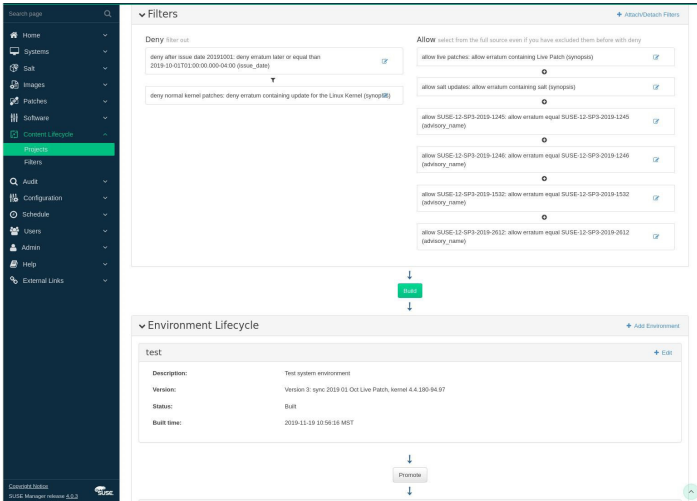 Search page
Home
Systems
Salt
Images
Patches
Software
Content Lifecycle
Projects
Filters
Audit
Configuration
Schedule
Users
Admin
Help
External Links
Copyright Notice
SUSE Manager release 4.0.3
SUSE
Filters
+ Attach/Detach Filters
Deny filter out
deny after issue date 20191001: deny erratum later or equal than
2019-10-01T01:00:00.000-04:00 (issue_date)
deny normal kernel patches: deny erratum containing update for the Linux Kernel (synopsis)
Allow select from the full source even if you have excluded them before with deny
allow live patches: allow erratum containing Live Patch (synopsis)
allow salt updates: allow erratum containing salt (synopsis)
allow SUSE-12-SP3-2019-1245: allow erratum equal SUSE-12-SP3-2019-1245
(advisory_name)
allow SUSE-12-SP3-2019-1246: allow erratum equal SUSE-12-SP3-2019-1246
(advisory_name)
allow SUSE-12-SP3-2019-1532: allow erratum equal SUSE-12-SP3-2019-1532
(advisory_name)
allow SUSE-12-SP3-2019-2612: allow erratum equal SUSE-12-SP3-2019-2612
(advisory_name)
Build
Environment Lifecycle
+ Add Environment
test
+ Edit
Description: Test system environment
Version: Version 3: sync 2019 01 Oct Live Patch, kernel 4.4.180-94.97
Status: Built
Built time: 2019-11-19 10:56:16 MST
Promote